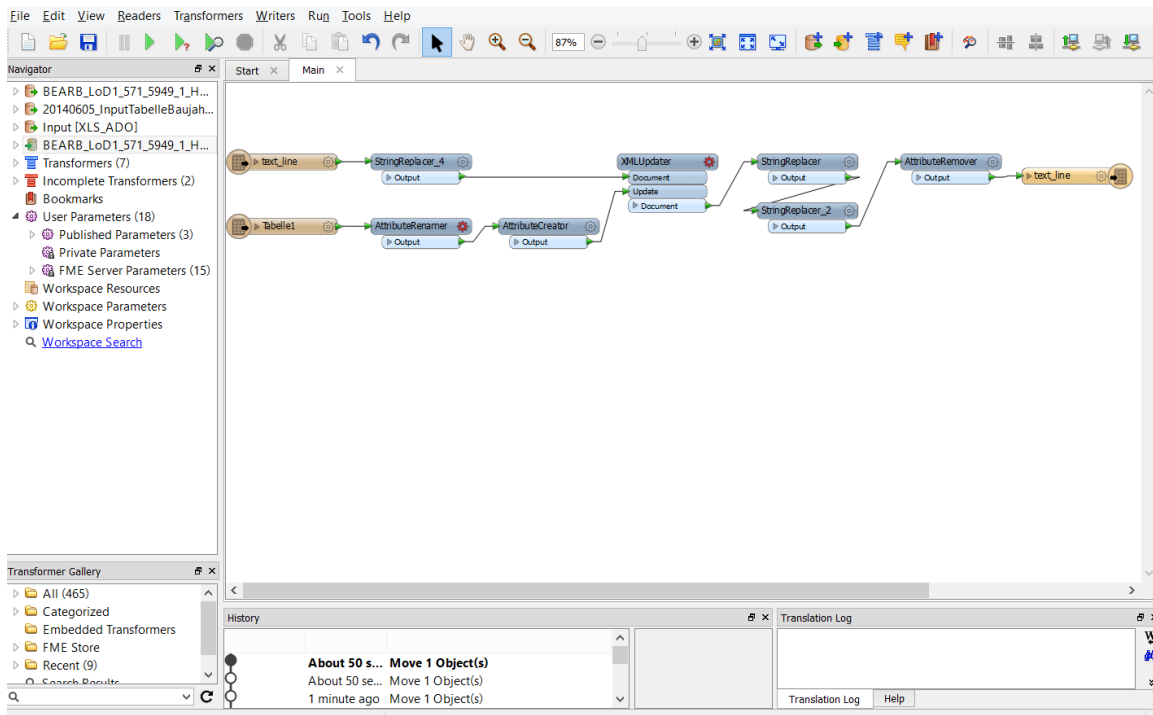 File Edit View Readers Transformers Writers Run Tools Help
87%
Navigator
Start
Main
BEARB_LoD1_571_5949_1_H...
20140605_InputTabelleBaujah...
Input [XLS_ADO]
BEARB_LoD1_571_5949_1_H...
Transformers (7)
Incomplete Transformers (2)
Bookmarks
User Parameters (18)
Published Parameters (3)
Private Parameters
FME Server Parameters (15)
Workspace Resources
Workspace Parameters
Workspace Properties
Workspace Search
text_line
StringReplacer_4
Output
XMLUpdater
Document
Update
Document
StringReplacer
Output
AttributeRemover
Output
text_line
StringReplacer_2
Output
Tabelle1
AttributeRenamer
Output
AttributeCreator
Output
Transformer Gallery
All (465)
Categorized
Embedded Transformers
FME Store
Recent (9)
Search Results
History
About 50 s... Move 1 Object(s)
About 50 se... Move 1 Object(s)
1 minute ago Move 1 Object(s)
Translation Log
Translation Log
Help